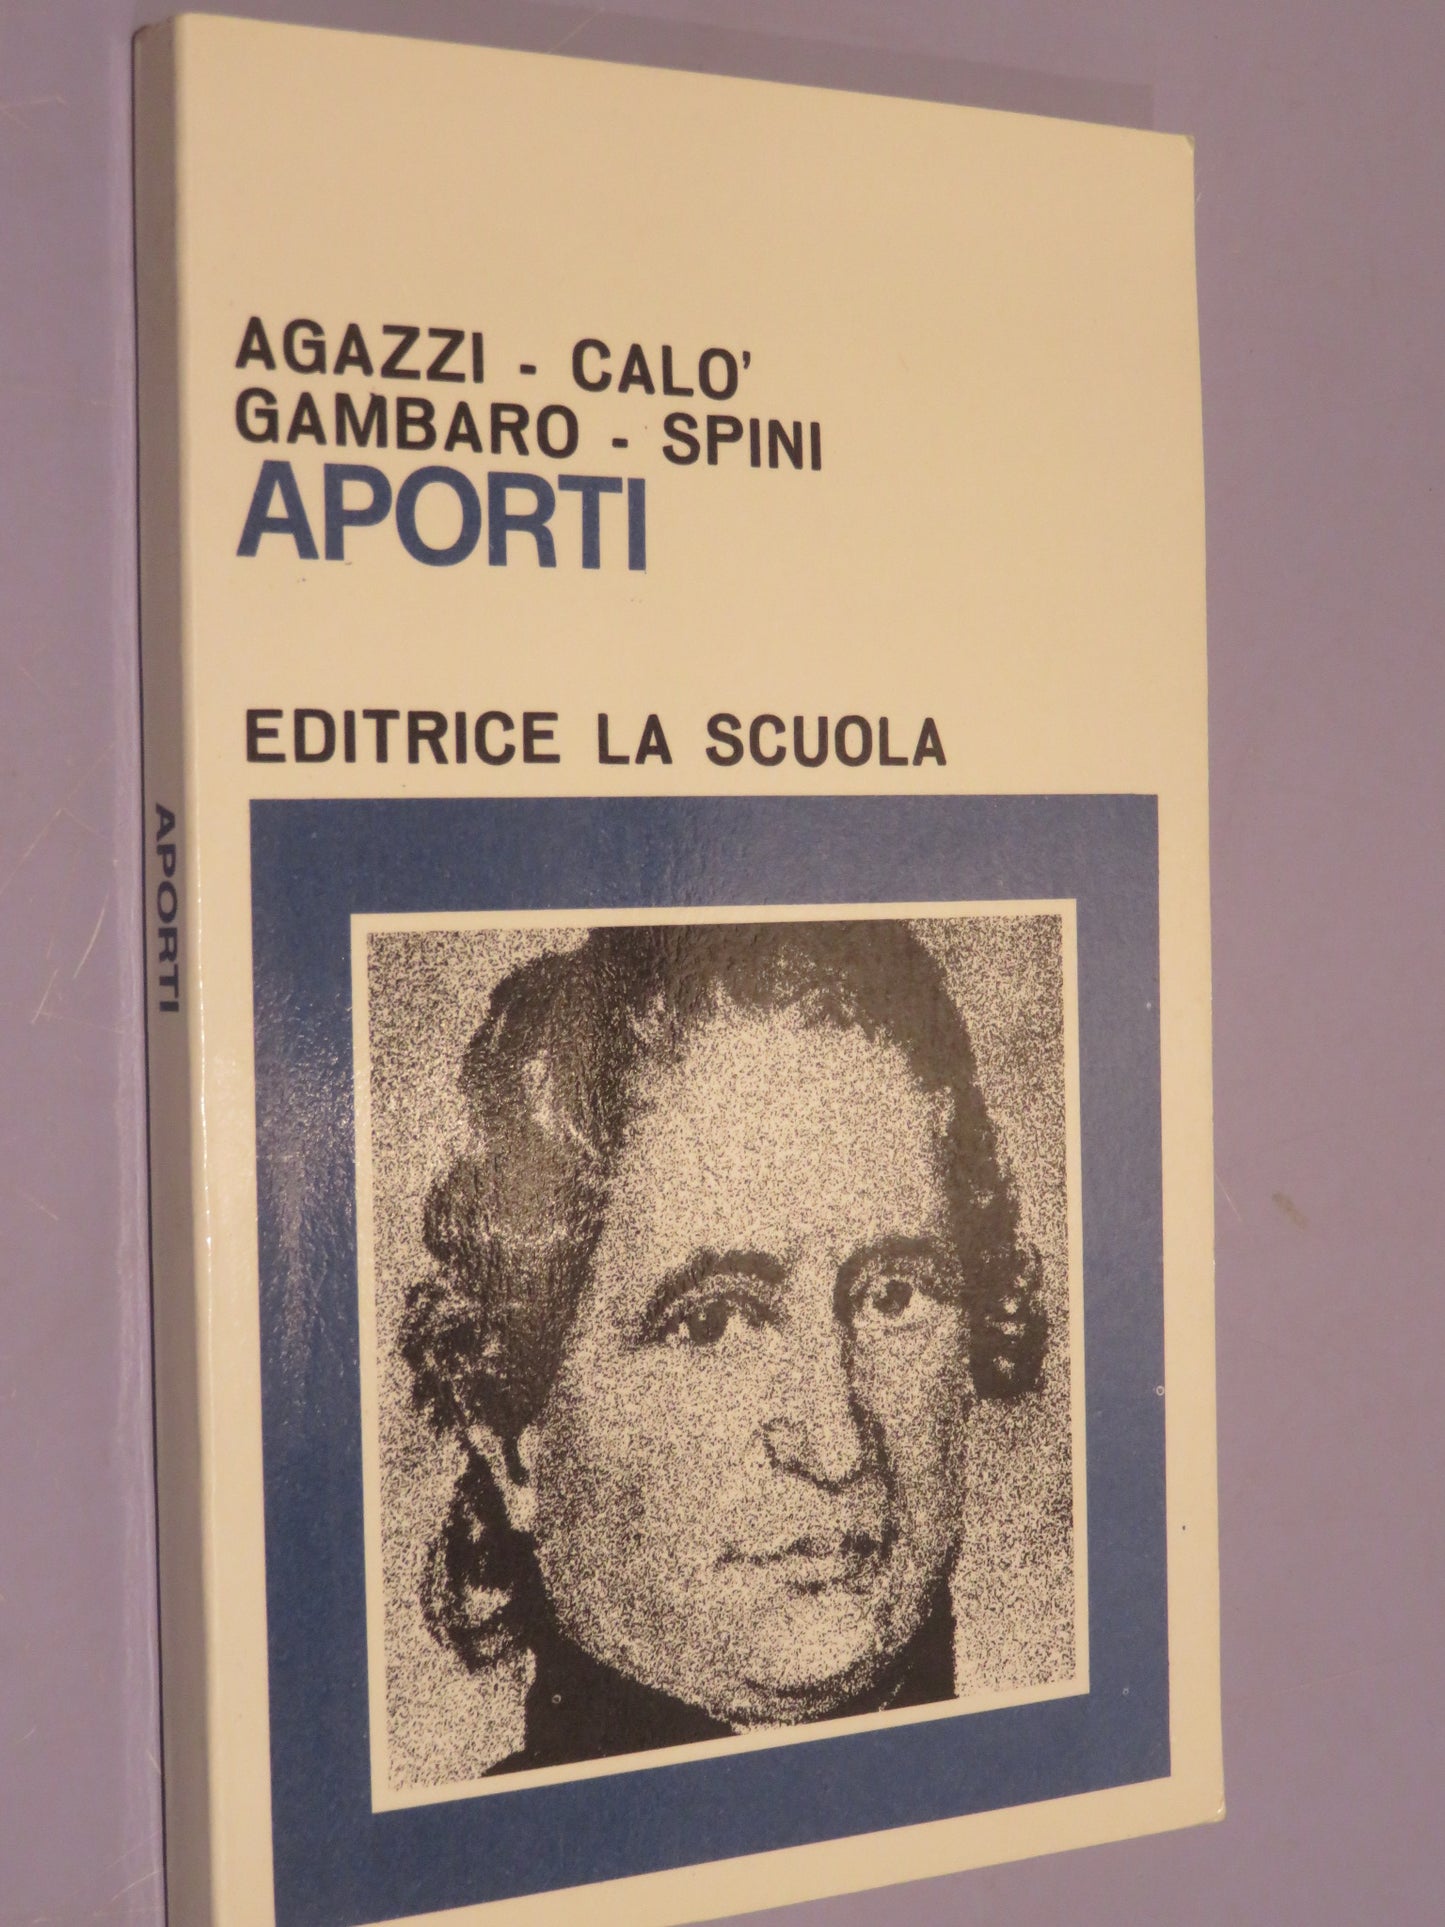 AGAZZI - CALO'
GAMBARO - SPINI
APORTI
EDITRICE LA SCUOLA
APORTI